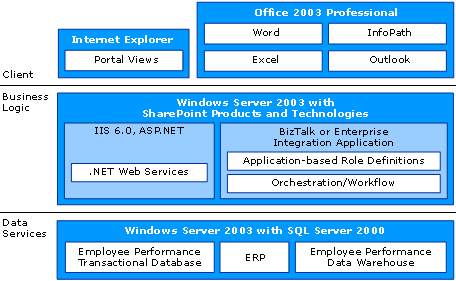 Office 2003 Professional
Word
InfoPath
Excel
Outlook
Internet Explorer
Portal Views
Client
Business
Logic
Windows Server 2003 with
SharePoint Products and Technologies
IIS 6.0, ASP.NET
.NET Web Services
BizTalk or Enterprise
Integration Application
Application-based Role Definitions
Orchestration/Workflow
Data
Services
Windows Server 2003 with SQL Server 2000
Employee Performance
Transactional Database
ERP
Employee Performance
Data Warehouse